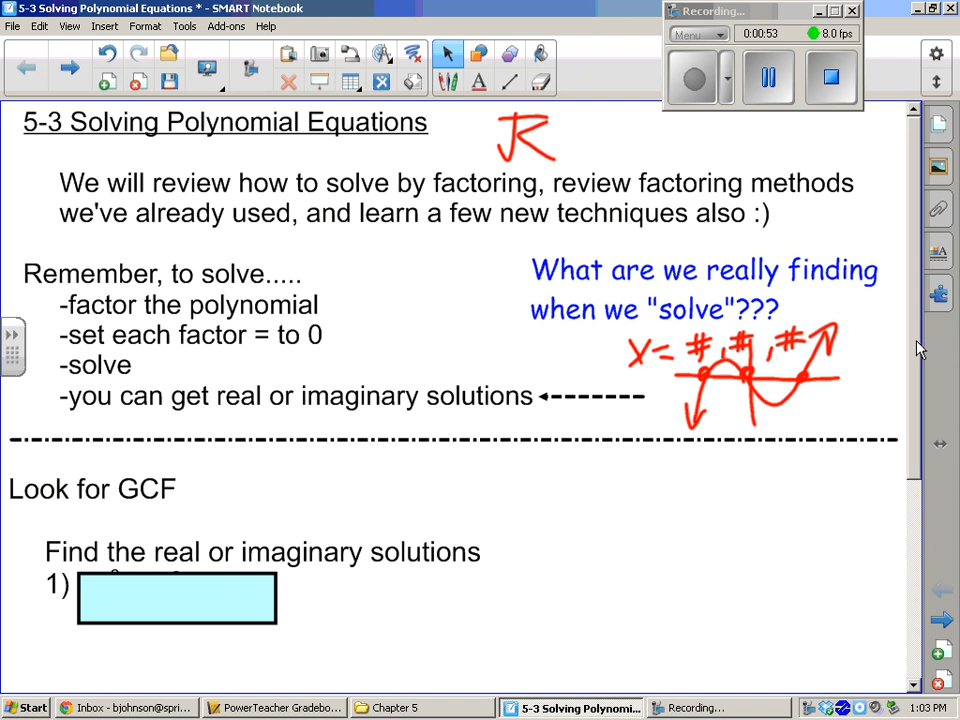 5-3 Solving Polynomial Equations * - SMART Notebook
Recording...
File Edit View Insert Format Tools Add-ons Help
Menu 0:00:53 8.0 fps
5-3 Solving Polynomial Equations
We will review how to solve by factoring, review factoring methods
we've already used, and learn a few new techniques also :)
Remember, to solve.....
-factor the polynomial
-set each factor = to 0
-solve
-you can get real or imaginary solutions
What are we really finding
when we "solve"???
x = #, #, #
Look for GCF
Find the real or imaginary solutions
1)
Start Inbox - bjohnson@spri... PowerTeacher Gradebo... Chapter 5 5-3 Solving Polynomi... Recording... 1:03 PM